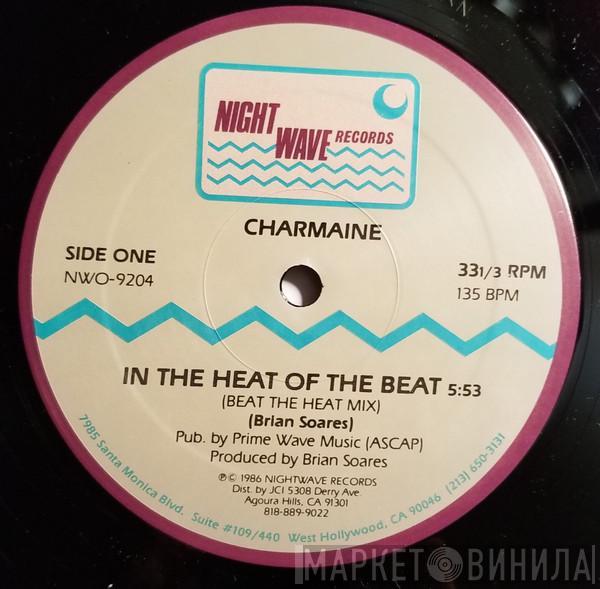 NIGHT
WAVE RECORDS
CHARMAINE
SIDE ONE
NWO-9204
33 1/3 RPM
135 BPM
IN THE HEAT OF THE BEAT 5:53
(BEAT THE HEAT MIX)
(Brian Soares)
Pub. by Prime Wave Music (ASCAP)
Produced by Brian Soares
℗© 1986 NIGHTWAVE RECORDS
Dist. by JCI 5308 Derry Ave.
Agoura Hills, CA 91301
818-889-9022
7985 Santa Monica Blvd. Suite #109/440 West Hollywood, CA 90046 (213) 650-3131
МАРКЕТ ВИНИЛА